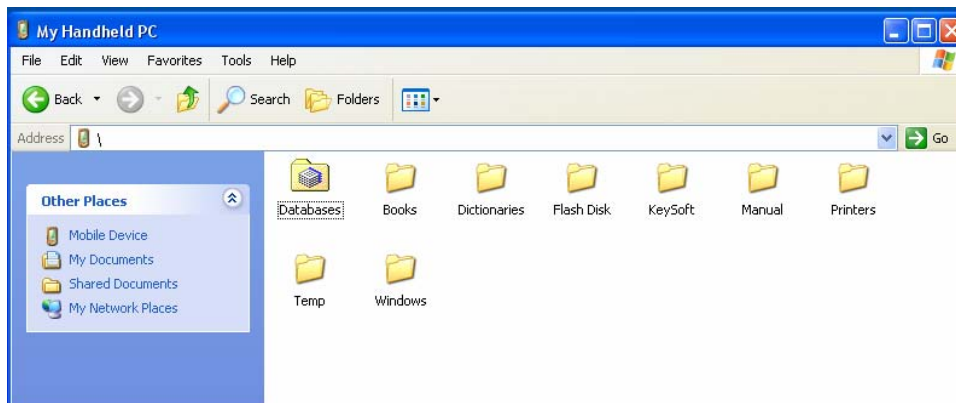 My Handheld PC
File Edit View Favorites Tools Help
Back Search Folders
Address \ Go
Other Places
Mobile Device
My Documents
Shared Documents
My Network Places
Databases Books Dictionaries Flash Disk KeySoft Manual Printers
Temp Windows